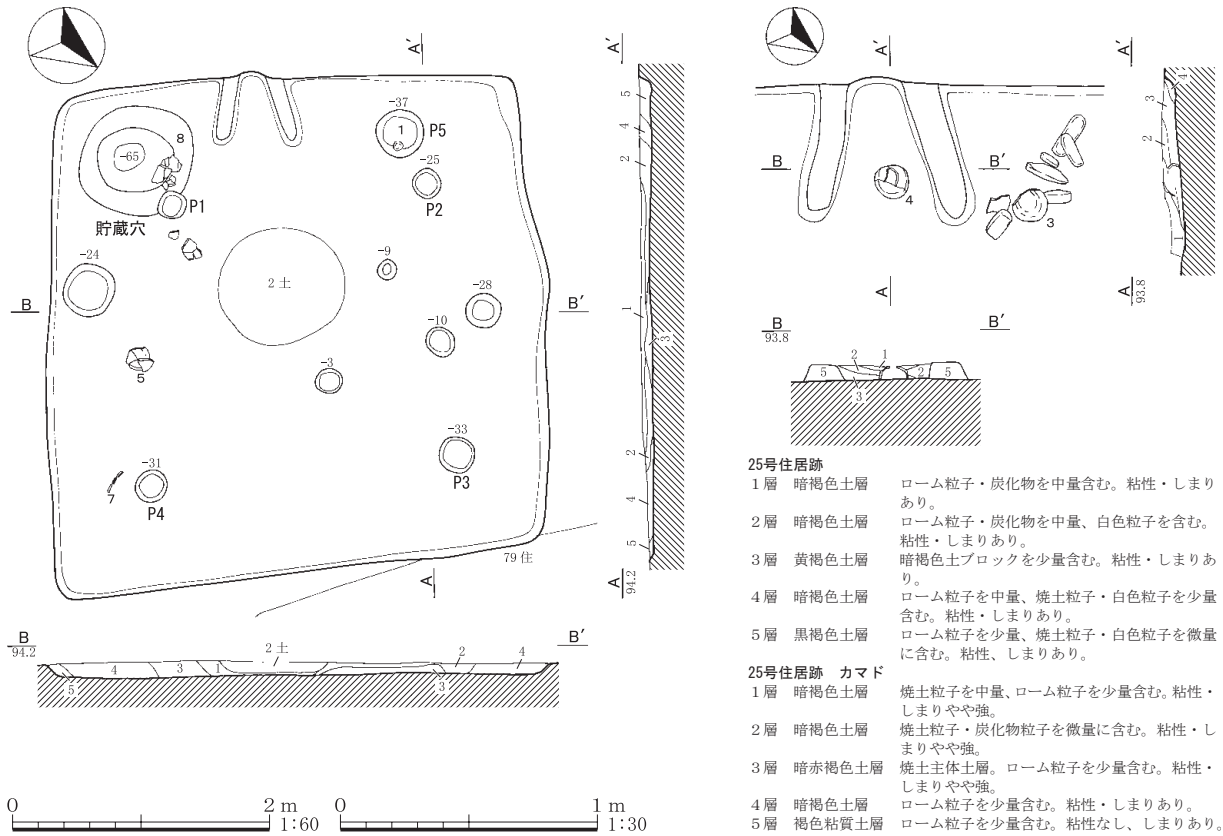 A'
-37
1
P5
8
-65
-25
P2
P1
貯蔵穴
-24
-9
2土
B
B'
-28
-10
5
-3
-33
-31
7
P4
P3
79住
A
B
94.2
B'
2土
4
3
1
2
4
5
3
A'
5
4
2
1
3
2
4
5
A
94.2
A'
B
B'
4
3
A
A'
4
3
2
1
A
93.8
B
93.8
B'
2
1
5
2
5
3
25号住居跡
1層 暗褐色土層 ローム粒子・炭化物を中量含む。粘性・しまり
あり。
2層 暗褐色土層 ローム粒子・炭化物を中量、白色粒子を含む。
粘性・しまりあり。
3層 黄褐色土層 暗褐色土ブロックを少量含む。粘性・しまりあ
り。
4層 暗褐色土層 ローム粒子を中量、焼土粒子・白色粒子を少量
含む。粘性・しまりあり。
5層 黒褐色土層 ローム粒子を少量、焼土粒子・白色粒子を微量
に含む。粘性、しまりあり。
25号住居跡 カマド
1層 暗褐色土層 焼土粒子を中量、ローム粒子を少量含む。粘性・
しまりやや強。
2層 暗褐色土層 焼土粒子・炭化物粒子を微量に含む。粘性・し
まりやや強。
3層 暗赤褐色土層 焼土主体土層。ローム粒子を少量含む。粘性・
しまりやや強。
4層 暗褐色土層 ローム粒子を少量含む。粘性・しまりあり。
5層 褐色粘質土層 ローム粒子を少量含む。粘性なし、しまりあり。
0 2m
1:60
0 1m
1:30